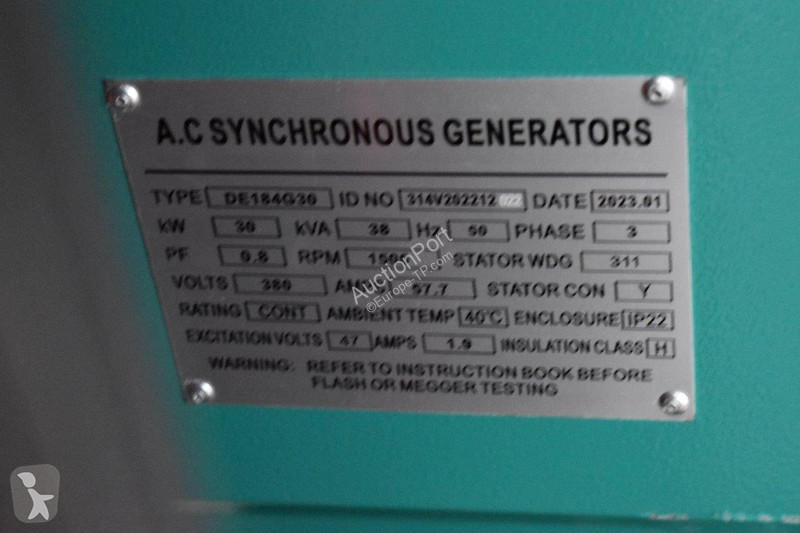 A.C SYNCHRONOUS GENERATORS
TYPE DE184G30 ID NO 314V202212 022 DATE 2023.01
kW 30 kVA 38 Hz 50 PHASE 3
PF 0.8 RPM STATOR WDG 311
VOLTS 380 57.7 STATOR CON Y
RATING CONT AMBIENT TEMP 40℃ ENCLOSURE IP22
EXCITATION VOLTS 47 AMPS 1.9 INSULATION CLASS H
WARNING: REFER TO INSTRUCTION BOOK BEFORE
FLASH OR MEGGER TESTING
AuctionPort
©Europe-TP.com